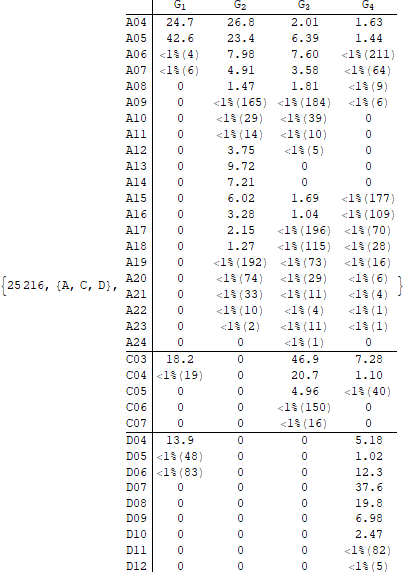 G1 G2 G3 G4
A04 24.7 26.8 2.01 1.63
A05 42.6 23.4 6.39 1.44
A06 <1%(4) 7.98 7.60 <1%(211)
A07 <1%(6) 4.91 3.58 <1%(64)
A08 0 1.47 1.81 <1%(9)
A09 0 <1%(165) <1%(184) <1%(6)
A10 0 <1%(29) <1%(39) 0
A11 0 <1%(14) <1%(10) 0
A12 0 3.75 <1%(5) 0
A13 0 9.72 0 0
A14 0 7.21 0 0
A15 0 6.02 1.69 <1%(177)
A16 0 3.28 1.04 <1%(109)
A17 0 2.15 <1%(196) <1%(70)
A18 0 1.27 <1%(115) <1%(28)
A19 0 <1%(192) <1%(73) <1%(16)
{25216, {A, C, D}, A20 0 <1%(74) <1%(29) <1%(6) }
A21 0 <1%(33) <1%(11) <1%(4)
A22 0 <1%(10) <1%(4) <1%(1)
A23 0 <1%(2) <1%(11) <1%(1)
A24 0 0 <1%(1) 0
C03 18.2 0 46.9 7.28
C04 <1%(19) 0 20.7 1.10
C05 0 0 4.96 <1%(40)
C06 0 0 <1%(150) 0
C07 0 0 <1%(16) 0
D04 13.9 0 0 5.18
D05 <1%(48) 0 0 1.02
D06 <1%(83) 0 0 12.3
D07 0 0 0 37.6
D08 0 0 0 19.8
D09 0 0 0 6.98
D10 0 0 0 2.47
D11 0 0 0 <1%(82)
D12 0 0 0 <1%(5)